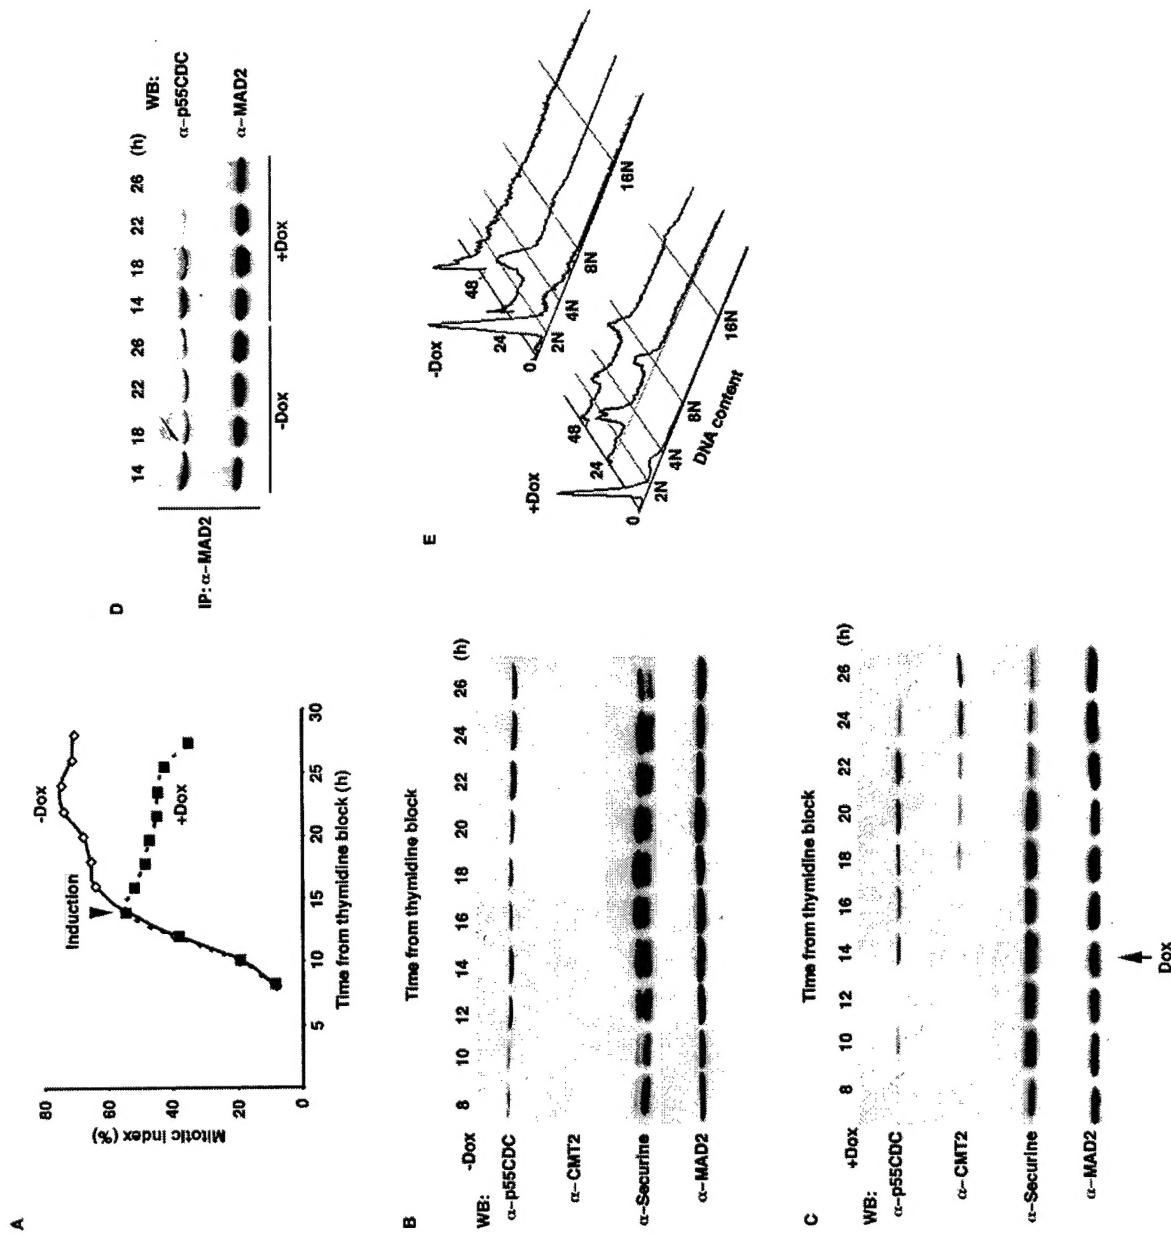 A
Mitotic index (%)
80
60
40
20
0
Induction
-Dox
+Dox
5
10
15
20
25
30
Time from thymidine block (h)
B
Time from thymidine block
-Dox
8
10
12
14
16
18
20
22
24
26
(h)
WB:
α-p55CDC
α-CMT2
α-Securine
α-MAD2
C
Time from thymidine block
+Dox
8
10
12
14
16
18
20
22
24
26
(h)
WB:
α-p55CDC
α-CMT2
α-Securine
α-MAD2
Dox
D
14
18
22
26
14
18
22
26
(h)
WB:
α-p55CDC
α-MAD2
IP: α-MAD2
-Dox
+Dox
E
-Dox
0
24
48
2N
4N
8N
16N
+Dox
0
24
48
2N
4N
8N
16N
DNA content